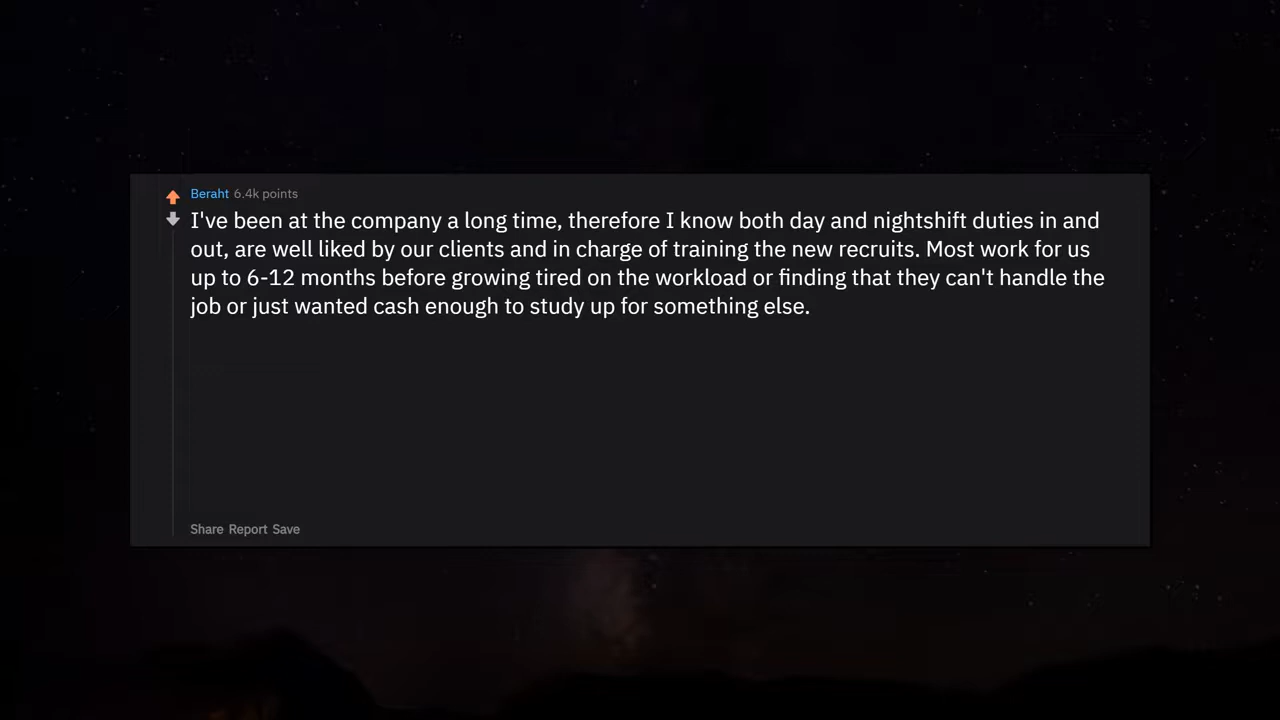 Beraht 6.4k points
I've been at the company a long time, therefore I know both day and nightshift duties in and
out, are well liked by our clients and in charge of training the new recruits. Most work for us
up to 6-12 months before growing tired on the workload or finding that they can't handle the
job or just wanted cash enough to study up for something else.
Share Report Save